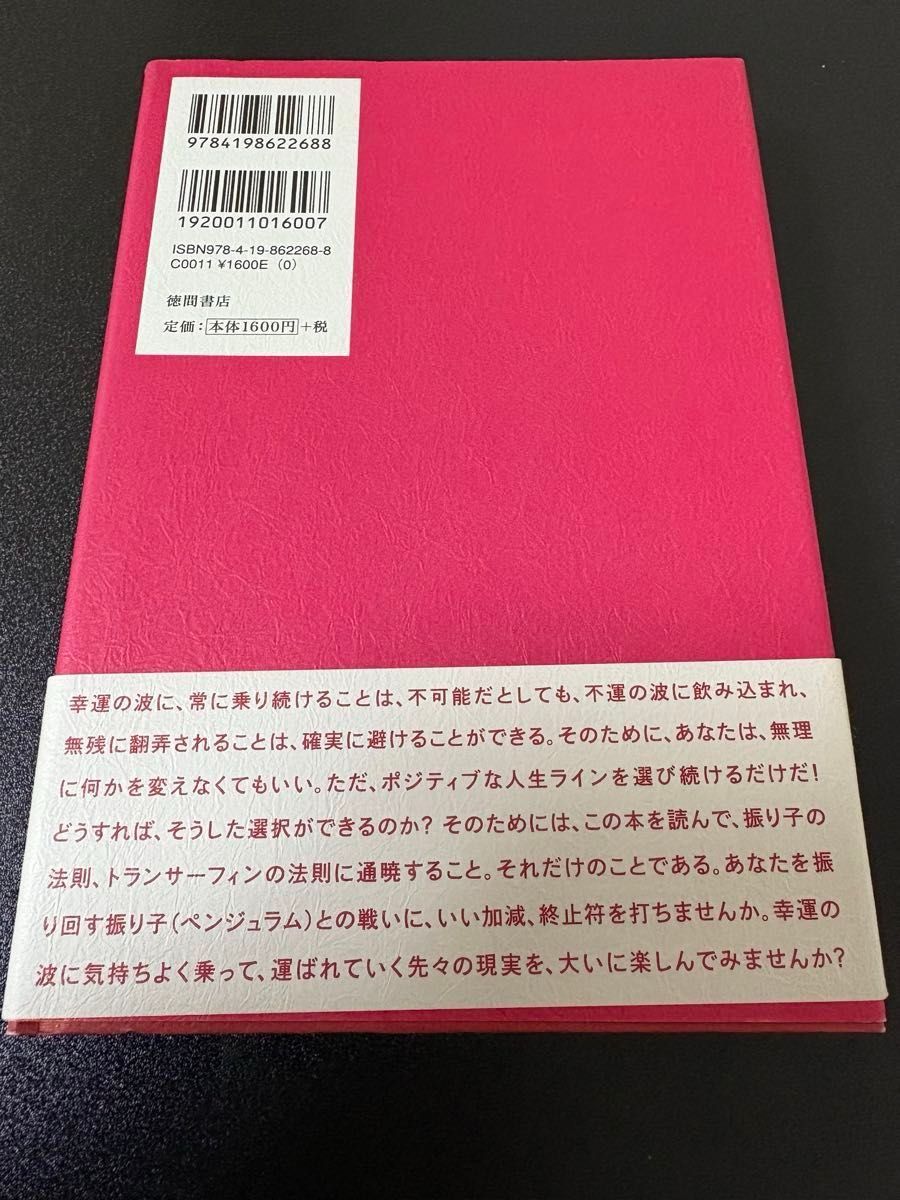 9784198622688
1920011016007
ISBN978-4-19-862268-8
C0011 ¥1600E (0)
徳間書店
定価：本体1600円＋税
幸運の波に、常に乗り続けることは、不可能だとしても、不運の波に飲み込まれ、
無残に翻弄されることは、確実に避けることができる。そのために、あなたは、無理
に何かを変えなくてもいい。ただ、ポジティブな人生ラインを選び続けるだけだ！
どうすれば、そうした選択ができるのか？ そのためには、この本を読んで、振り子の
法則、トランサーフィンの法則に通暁すること。それだけのことである。あなたを振
り回す振り子（ペンジュラム）との戦いに、いい加減、終止符を打ちませんか。幸運の
波に気持ちよく乗って、運ばれていく先々の現実を、大いに楽しんでみませんか？